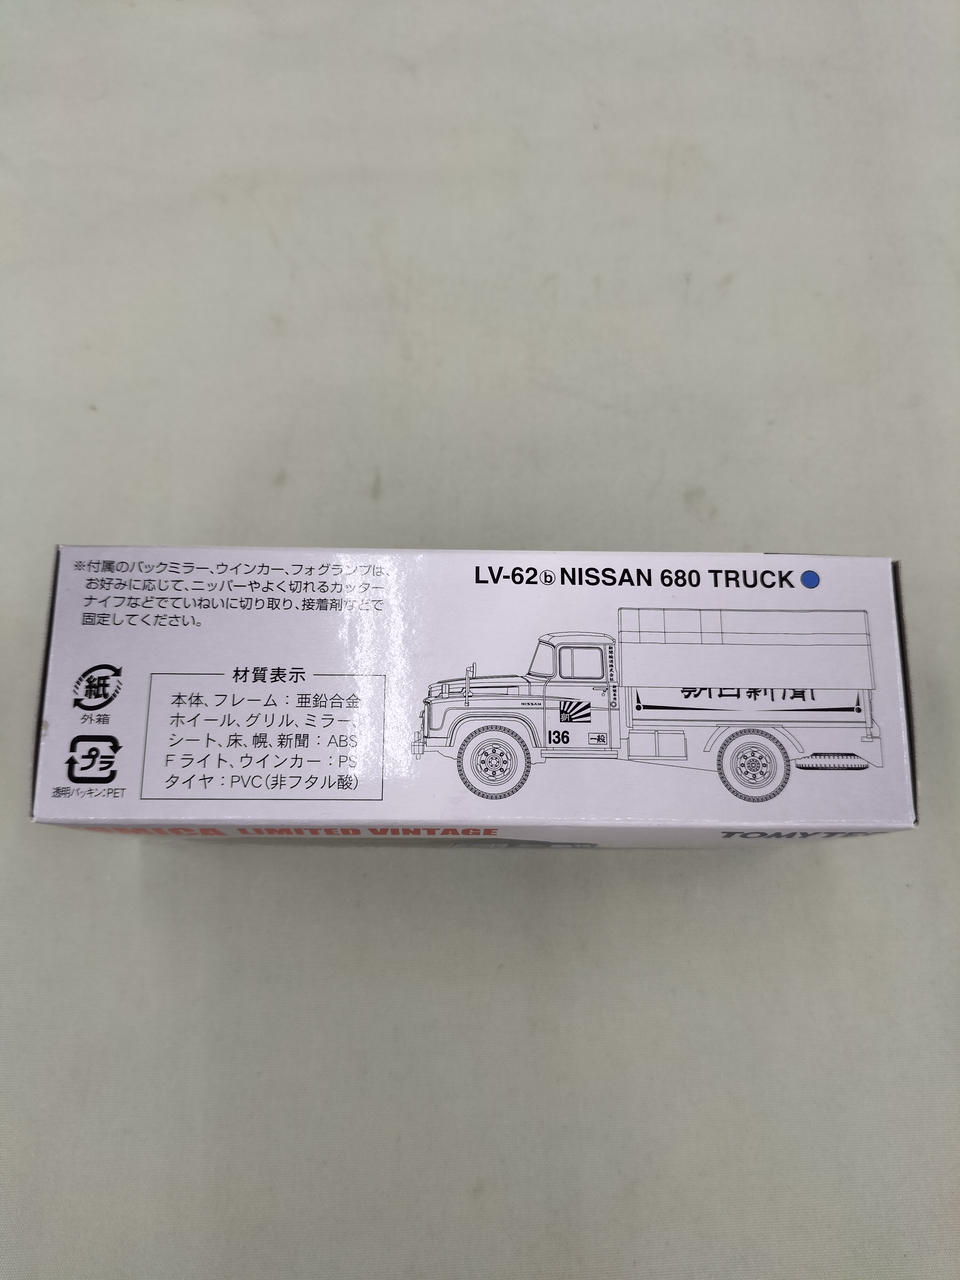 ※付属のバックミラー、ウインカー、フォグランプは、
お好みに応じて、ニッパーやよく切れるカッター
ナイフなどでていねいに切り取り、接着剤などで
固定してください。
LV-62ⓑ NISSAN 680 TRUCK
紙
外箱
プラ
透明パッキン:PET
材質表示
本体、フレーム:亜鉛合金
ホイール、グリル、ミラー、
シート、床、幌、新聞:ABS
Fライト、ウインカー:PS
タイヤ:PVC(非フタル酸)
朝日新聞
NISSAN
朝
136
一般
LIMITED VINTAGE